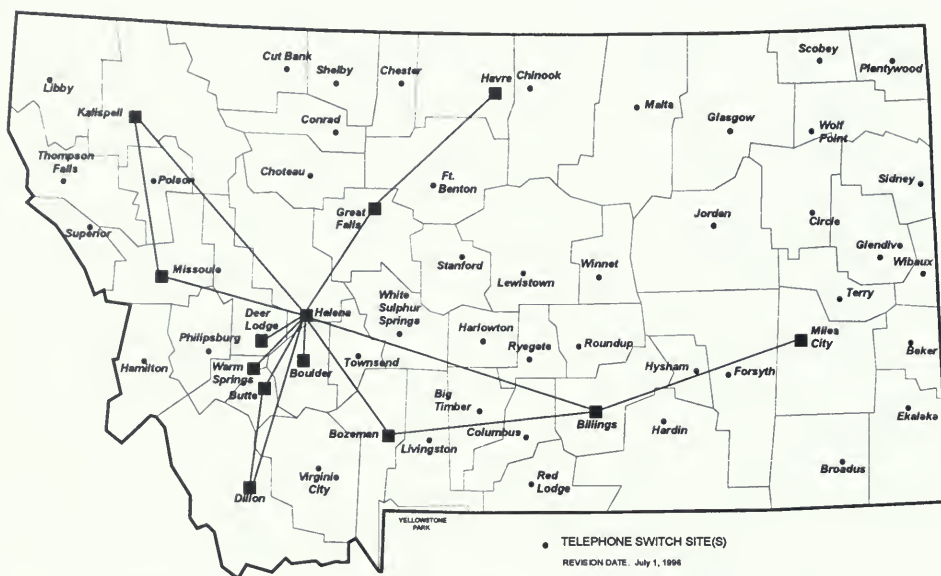 Cut Bank
Shelby
Chester
Havre
Chinook
Scobey
Plentywood
Libby
Kalispell
Malta
Conrad
Glasgow
Wolf
Point
Thompson
Falls
Polson
Choteau
Ft.
Benton
Sidney
Great
Falls
Jordan
Circle
Superior
Stanford
Glendive
Wibaux
Missoula
Lewistown
Winnet
Terry
White
Sulphur
Springs
Deer
Lodge
Helena
Harlowton
Miles
City
Philipsburg
Ryegate
Roundup
Baker
Hamilton
Warm
Springs
Boulder
Townsend
Hysham
Forsyth
Butte
Big
Timber
Billings
Ekalaka
Bozeman
Livingston
Columbus
Hardin
Virginia
City
Red
Lodge
Broadus
Dillon
YELLOWSTONE
PARK
TELEPHONE SWITCH SITE(S)
REVISION DATE. July 1, 1996